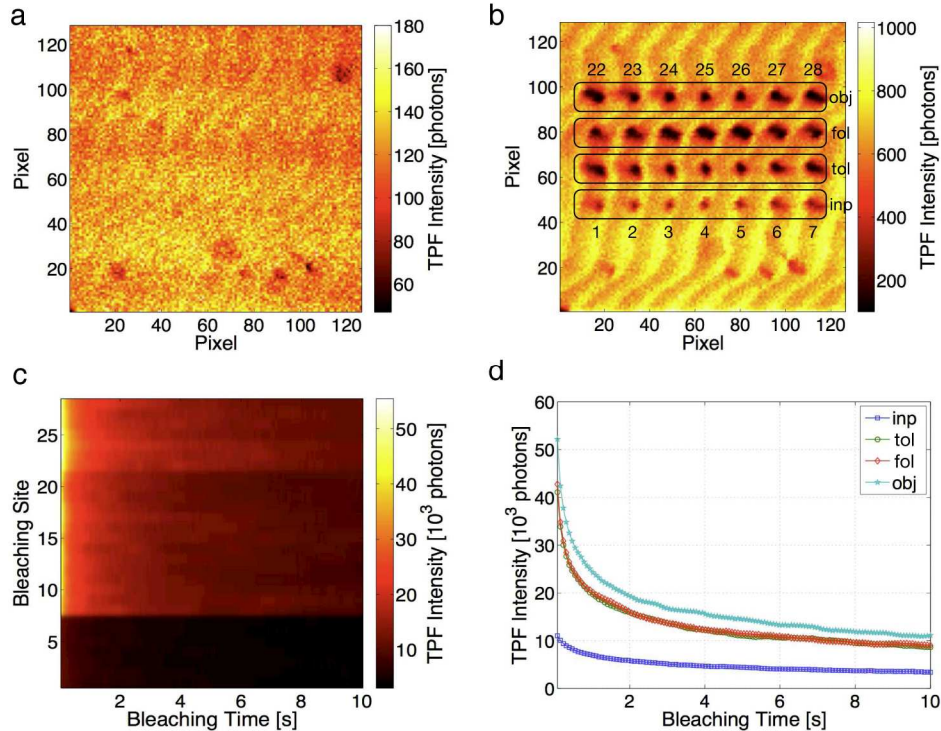 a
TPF Intensity [photons]
180
160
140
120
100
80
60
Pixel
120
100
80
60
40
20
20 40 60 80 100 120
Pixel
b
TPF Intensity [photons]
1000
800
600
400
200
Pixel
120
100
80
60
40
20
22 23 24 25 26 27 28
obj
fol
tol
inp
1 2 3 4 5 6 7
20 40 60 80 100 120
Pixel
c
TPF Intensity [10³ photons]
50
40
30
20
10
Bleaching Site
25
20
15
10
5
2 4 6 8 10
Bleaching Time [s]
d
TPF Intensity [10³ photons]
60
50
40
30
20
10
0
inp
tol
fol
obj
2 4 6 8 10
Bleaching Time [s]